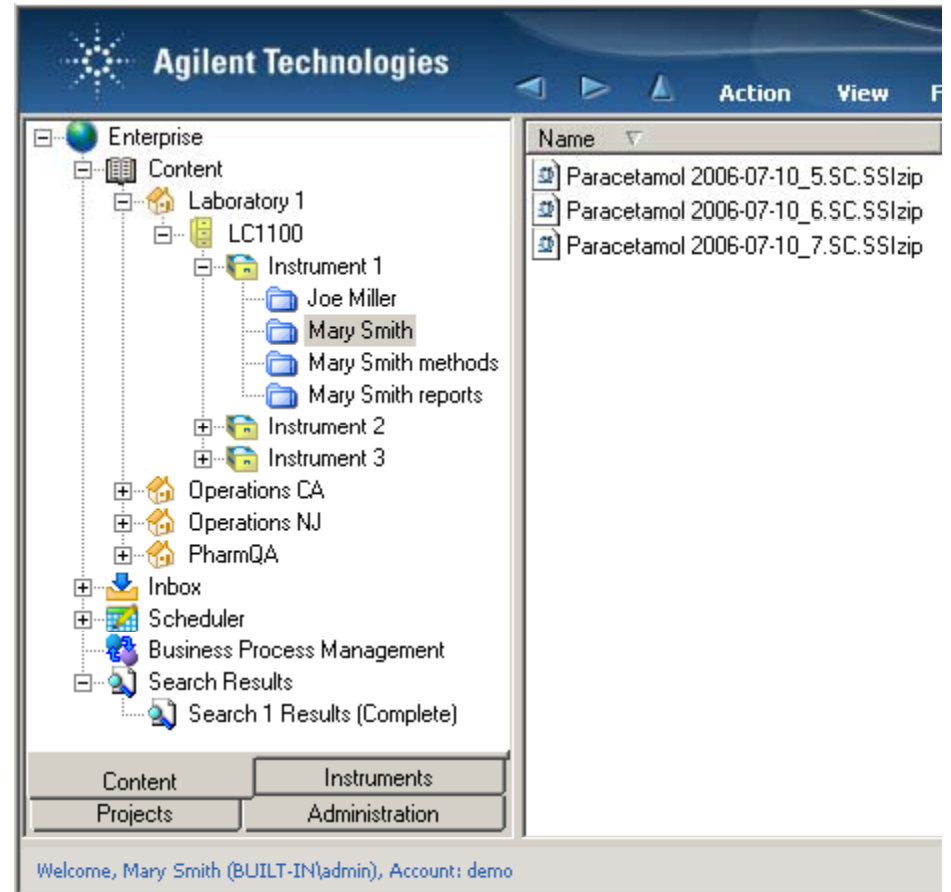 Agilent Technologies
Action View F
Enterprise
Content
Laboratory 1
LC1100
Instrument 1
Joe Miller
Mary Smith
Mary Smith methods
Mary Smith reports
Instrument 2
Instrument 3
Operations CA
Operations NJ
PharmQA
Inbox
Scheduler
Business Process Management
Search Results
Search 1 Results (Complete)
Content Instruments
Projects Administration
Name
Paracetamol 2006-07-10_5.SC.SSIzip
Paracetamol 2006-07-10_6.SC.SSIzip
Paracetamol 2006-07-10_7.SC.SSIzip
Welcome, Mary Smith (BUILT-IN\admin), Account: demo